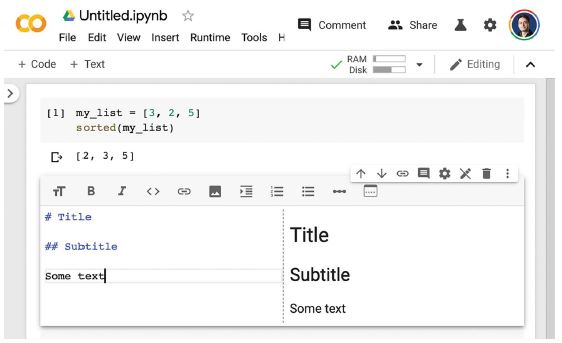 Untitled.ipynb
Comment
Share
File Edit View Insert Runtime Tools H
+ Code + Text
RAM
Disk
Editing
[1] my_list = [3, 2, 5]
sorted(my_list)
[2, 3, 5]
TT B I <>
# Title
## Subtitle
Some text
Title
Subtitle
Some text